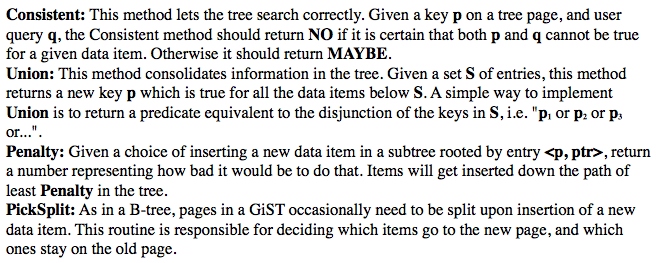 Consistent: This method lets the tree search correctly. Given a key p on a tree page, and user
query q, the Consistent method should return NO if it is certain that both p and q cannot be true
for a given data item. Otherwise it should return MAYBE.
Union: This method consolidates information in the tree. Given a set S of entries, this method
returns a new key p which is true for all the data items below S. A simple way to implement
Union is to return a predicate equivalent to the disjunction of the keys in S, i.e. "p₁ or p₂ or p₃
or...".
Penalty: Given a choice of inserting a new data item in a subtree rooted by entry <p, ptr>, return
a number representing how bad it would be to do that. Items will get inserted down the path of
least Penalty in the tree.
PickSplit: As in a B-tree, pages in a GiST occasionally need to be split upon insertion of a new
data item. This routine is responsible for deciding which items go to the new page, and which
ones stay on the old page.